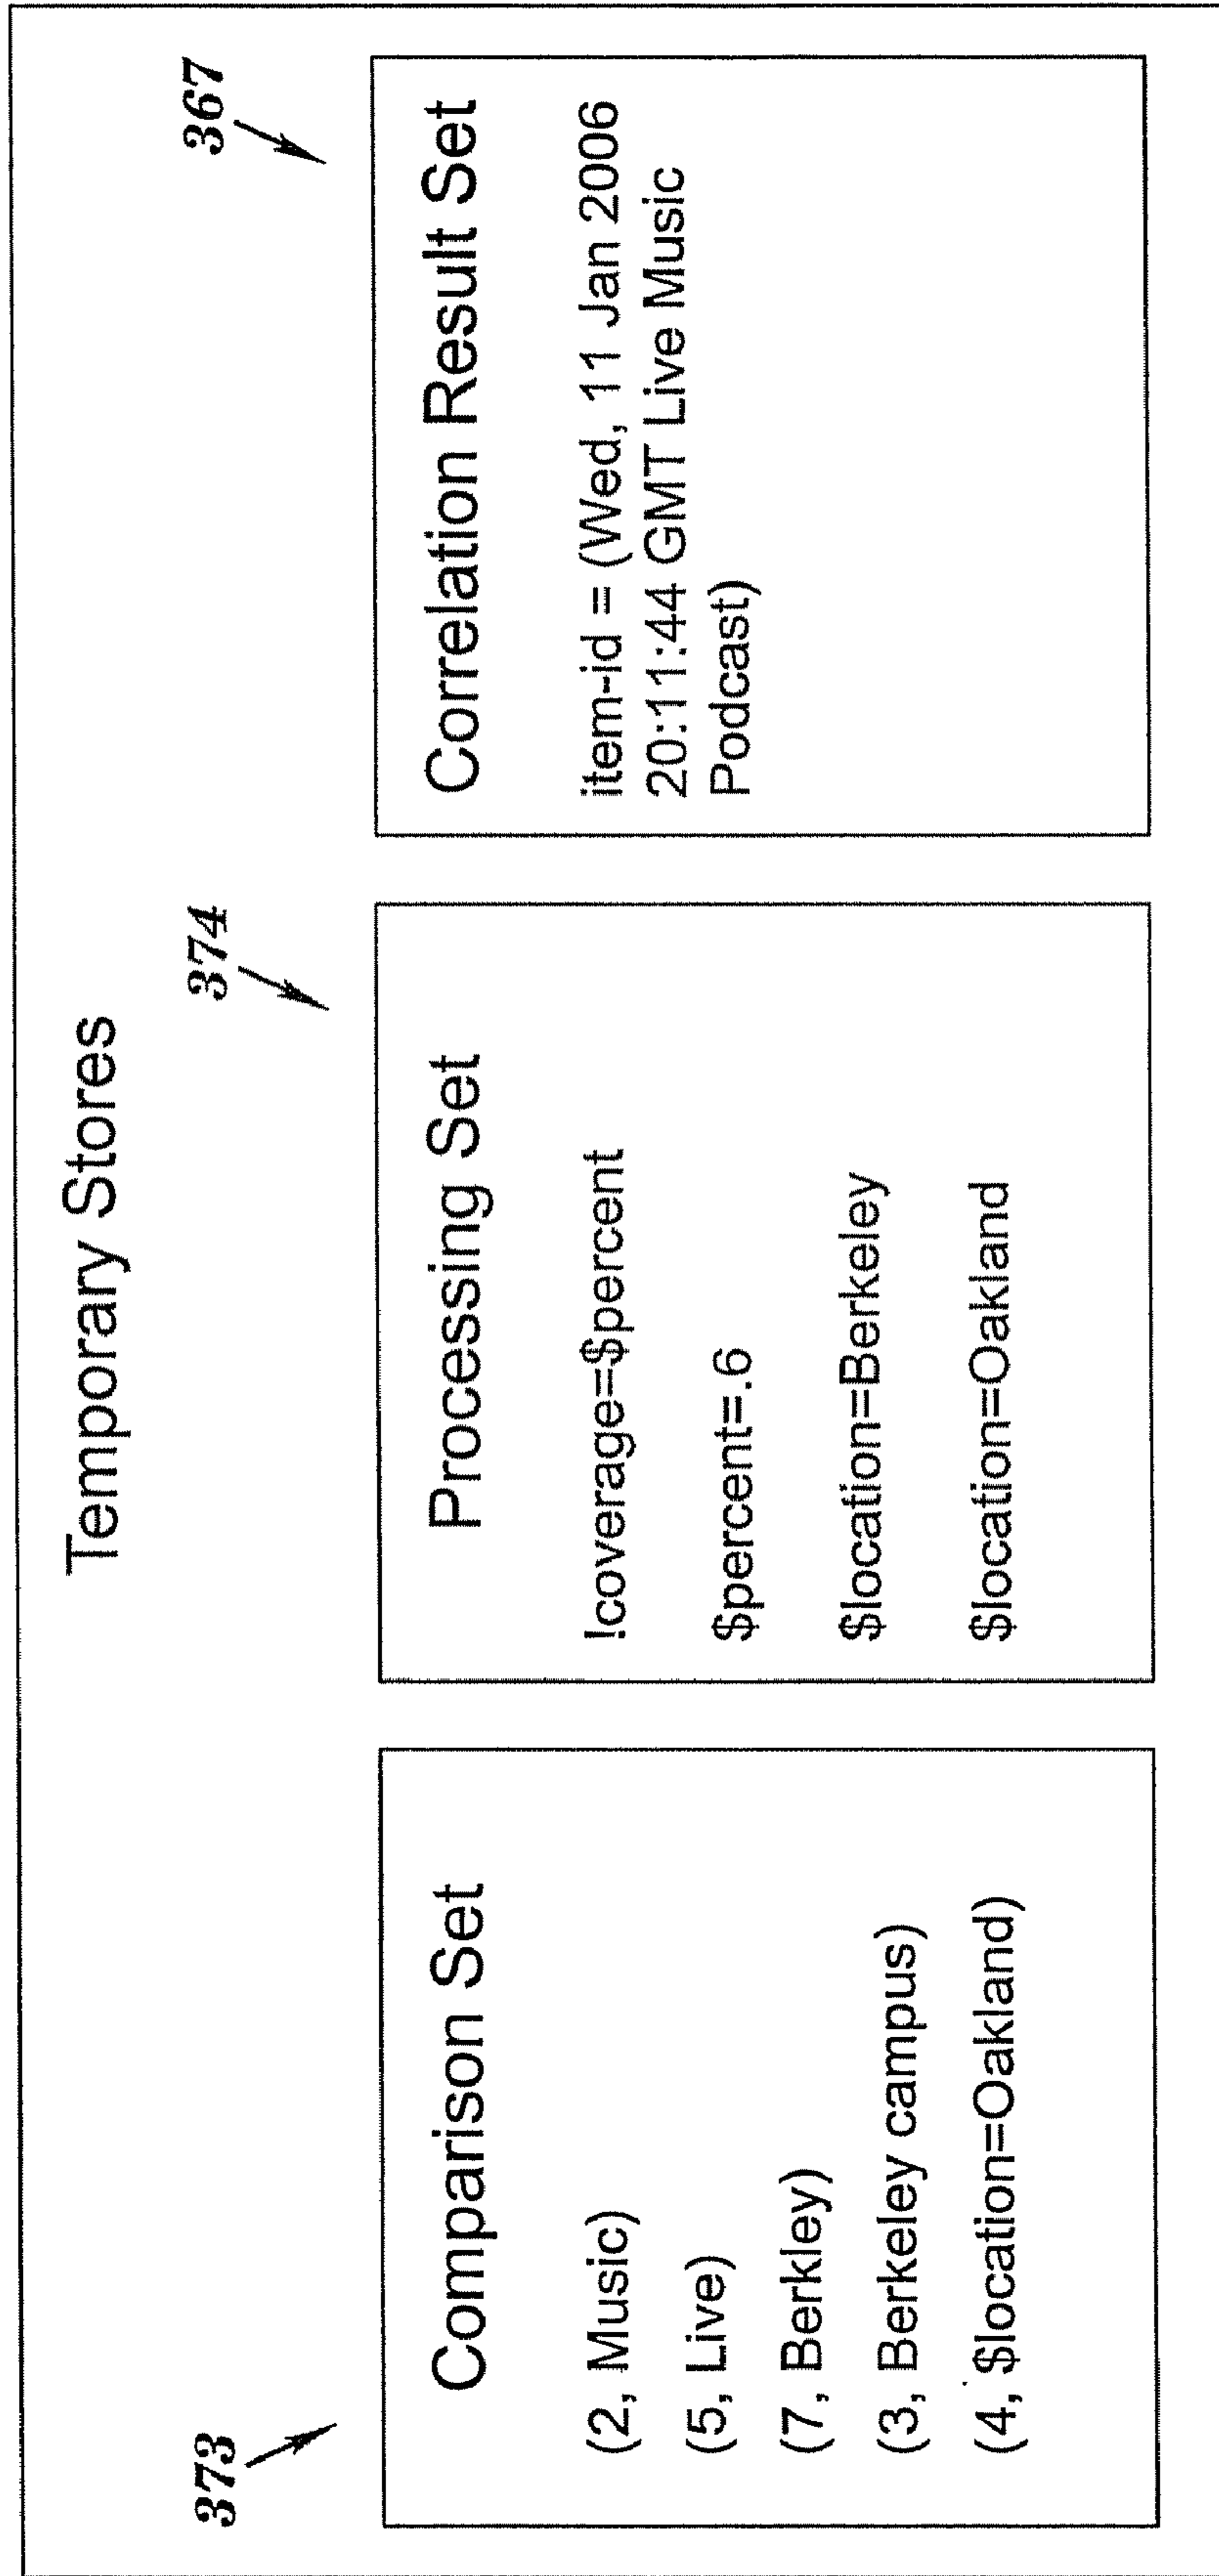 Temporary Stores
373
Comparison Set
(2, Music)
(5, Live)
(7, Berkley)
(3, Berkeley campus)
(4, $location=Oakland)
374
Processing Set
!coverage=$percent
$percent=.6
$location=Berkeley
$location=Oakland
367
Correlation Result Set
item-id = (Wed, 11 Jan 2006
20:11:44 GMT Live Music
Podcast)